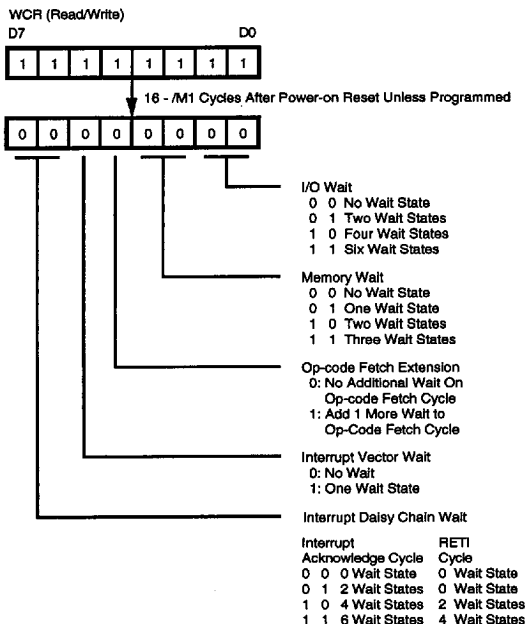 WCR (Read/Write)
D7 D0
1 1 1 1 1 1 1 1
16 - /M1 Cycles After Power-on Reset Unless Programmed
0 0 0 0 0 0 0 0
I/O Wait
0 0 No Wait State
0 1 Two Wait States
1 0 Four Wait States
1 1 Six Wait States
Memory Wait
0 0 No Wait State
0 1 One Wait State
1 0 Two Wait States
1 1 Three Wait States
Op-code Fetch Extension
0: No Additional Wait On
Op-code Fetch Cycle
1: Add 1 More Wait to
Op-Code Fetch Cycle
Interrupt Vector Wait
0: No Wait
1: One Wait State
Interrupt Daisy Chain Wait
Interrupt RETI
Acknowledge Cycle Cycle
0 0 0 Wait State 0 Wait State
0 1 2 Wait States 0 Wait State
1 0 4 Wait States 2 Wait States
1 1 6 Wait States 4 Wait States